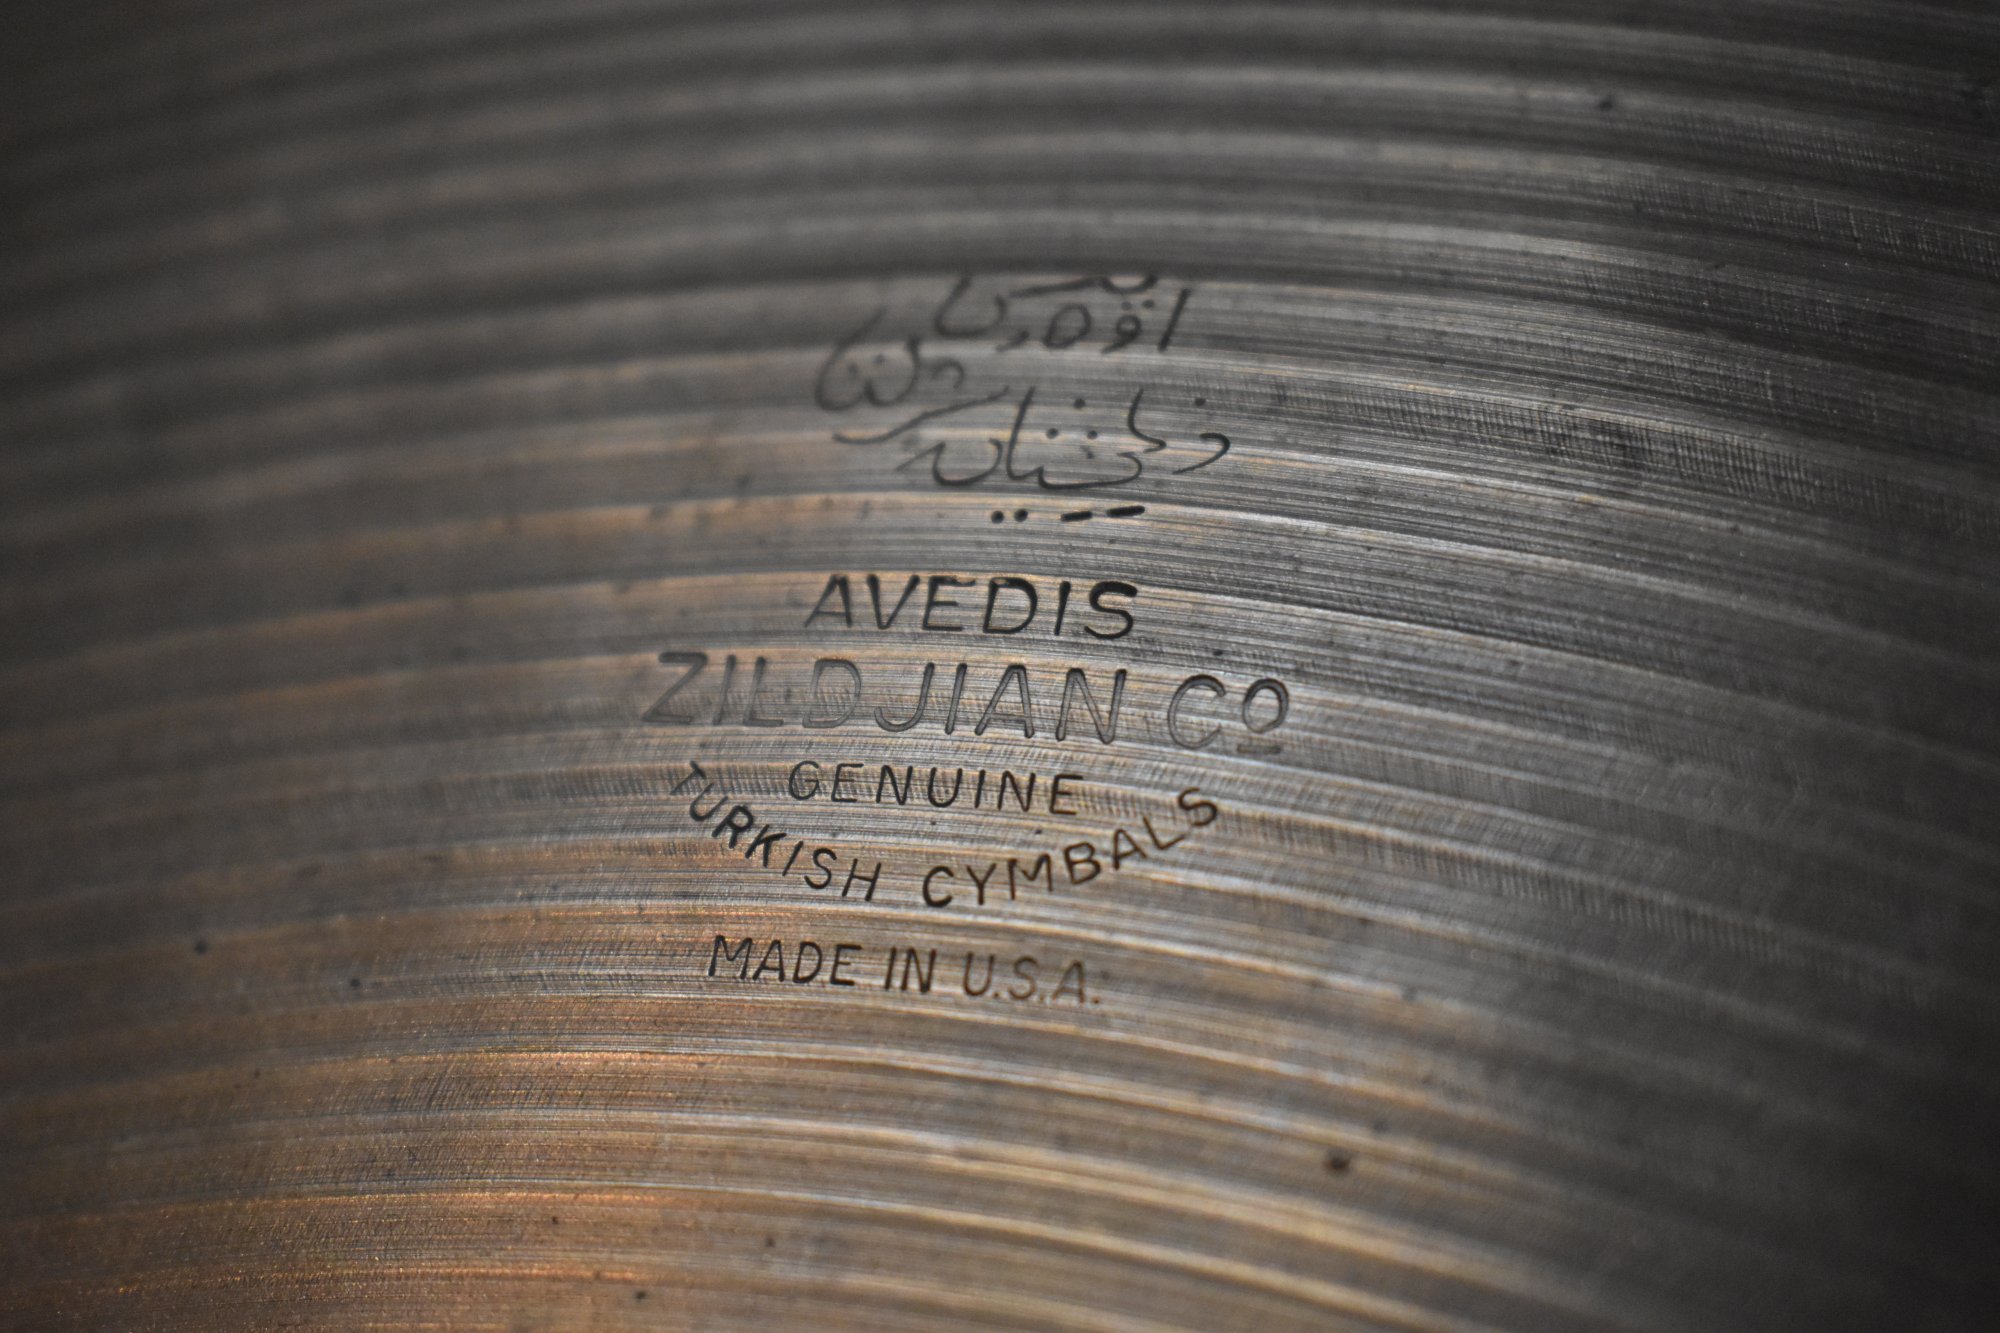 AVEDIS
ZILDJIAN Cº
GENUINE
TURKISH CYMBALS
MADE IN U.S.A.